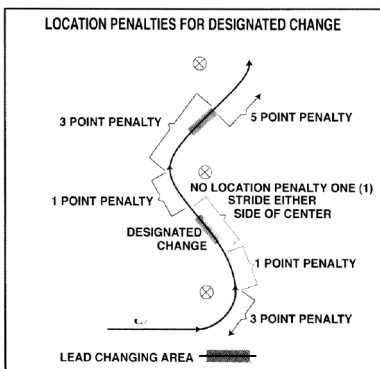 LOCATION PENALTIES FOR DESIGNATED CHANGE
3 POINT PENALTY
5 POINT PENALTY
NO LOCATION PENALTY ONE (1)
STRIDE EITHER
SIDE OF CENTER
1 POINT PENALTY
DESIGNATED
CHANGE
1 POINT PENALTY
3 POINT PENALTY
LEAD CHANGING AREA